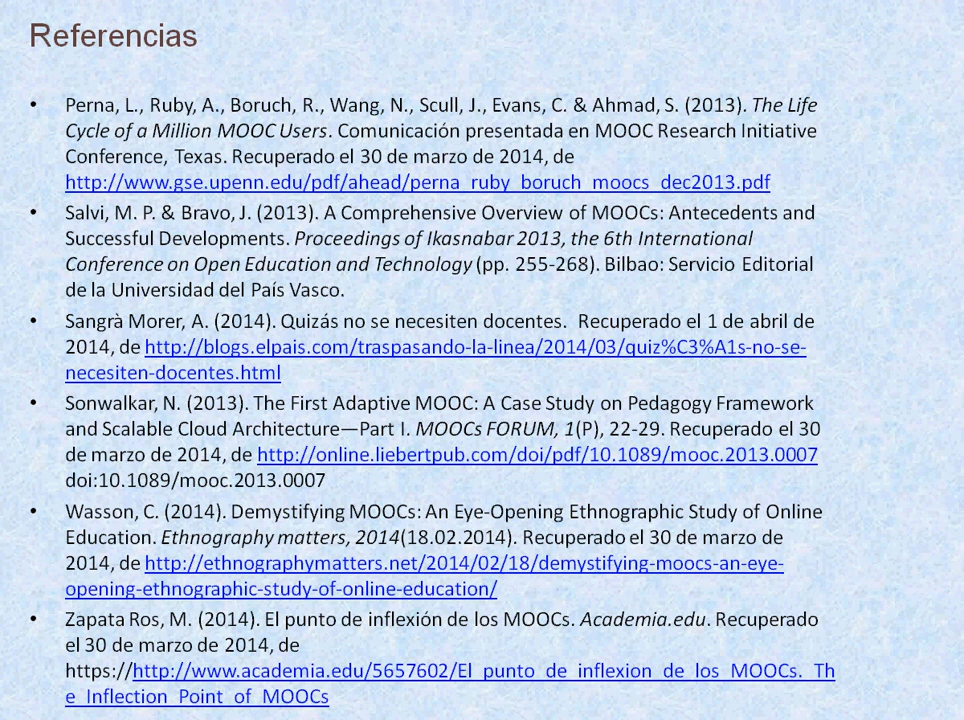 Referencias
• Perna, L., Ruby, A., Boruch, R., Wang, N., Scull, J., Evans, C. & Ahmad, S. (2013). The Life
Cycle of a Million MOOC Users. Comunicación presentada en MOOC Research Initiative
Conference, Texas. Recuperado el 30 de marzo de 2014, de
http://www.gse.upenn.edu/pdf/ahead/perna_ruby_boruch_moocs_dec2013.pdf
• Salvi, M. P. & Bravo, J. (2013). A Comprehensive Overview of MOOCs: Antecedents and
Successful Developments. Proceedings of Ikasnabar 2013, the 6th International
Conference on Open Education and Technology (pp. 255-268). Bilbao: Servicio Editorial
de la Universidad del País Vasco.
• Sangrà Morer, A. (2014). Quizás no se necesiten docentes.  Recuperado el 1 de abril de
2014, de http://blogs.elpais.com/traspasando-la-linea/2014/03/quiz%C3%A1s-no-se-
necesiten-docentes.html
• Sonwalkar, N. (2013). The First Adaptive MOOC: A Case Study on Pedagogy Framework
and Scalable Cloud Architecture—Part I. MOOCs FORUM, 1(P), 22-29. Recuperado el 30
de marzo de 2014, de http://online.liebertpub.com/doi/pdf/10.1089/mooc.2013.0007
doi:10.1089/mooc.2013.0007
• Wasson, C. (2014). Demystifying MOOCs: An Eye-Opening Ethnographic Study of Online
Education. Ethnography matters, 2014(18.02.2014). Recuperado el 30 de marzo de
2014, de http://ethnographymatters.net/2014/02/18/demystifying-moocs-an-eye-
opening-ethnographic-study-of-online-education/
• Zapata Ros, M. (2014). El punto de inflexión de los MOOCs. Academia.edu. Recuperado
el 30 de marzo de 2014, de
https://http://www.academia.edu/5657602/El_punto_de_inflexion_de_los_MOOCs._Th
e_Inflection_Point_of_MOOCs